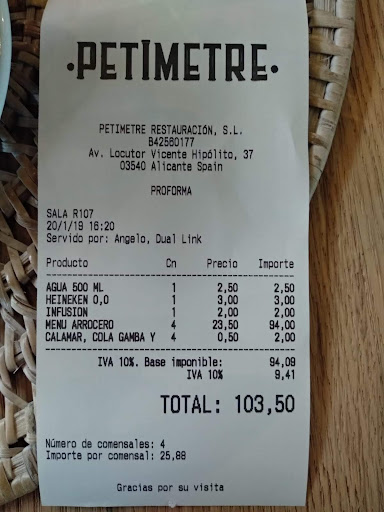 ·PETIMETRE·
PETIMETRE RESTAURACIÓN, S.L.
B42580177
Av. Locutor Vicente Hipólito, 37
03540 Alicante Spain
PROFORMA
SALA R107
20/1/19 16:20
Servido por: Angelo, Dual Link
Producto Cn Precio Importe
AGUA 500 ML 1 2,50 2,50
HEINEKEN 0,0 1 3,00 3,00
INFUSION 1 2,00 2,00
MENU ARROCERO 4 23,50 94,00
CALAMAR, COLA GAMBA Y 4 0,50 2,00
IVA 10%. Base imponible: 94,09
IVA 10% 9,41
TOTAL: 103,50
Número de comensales: 4
Importe por comensal: 25,88
Gracias por su visita